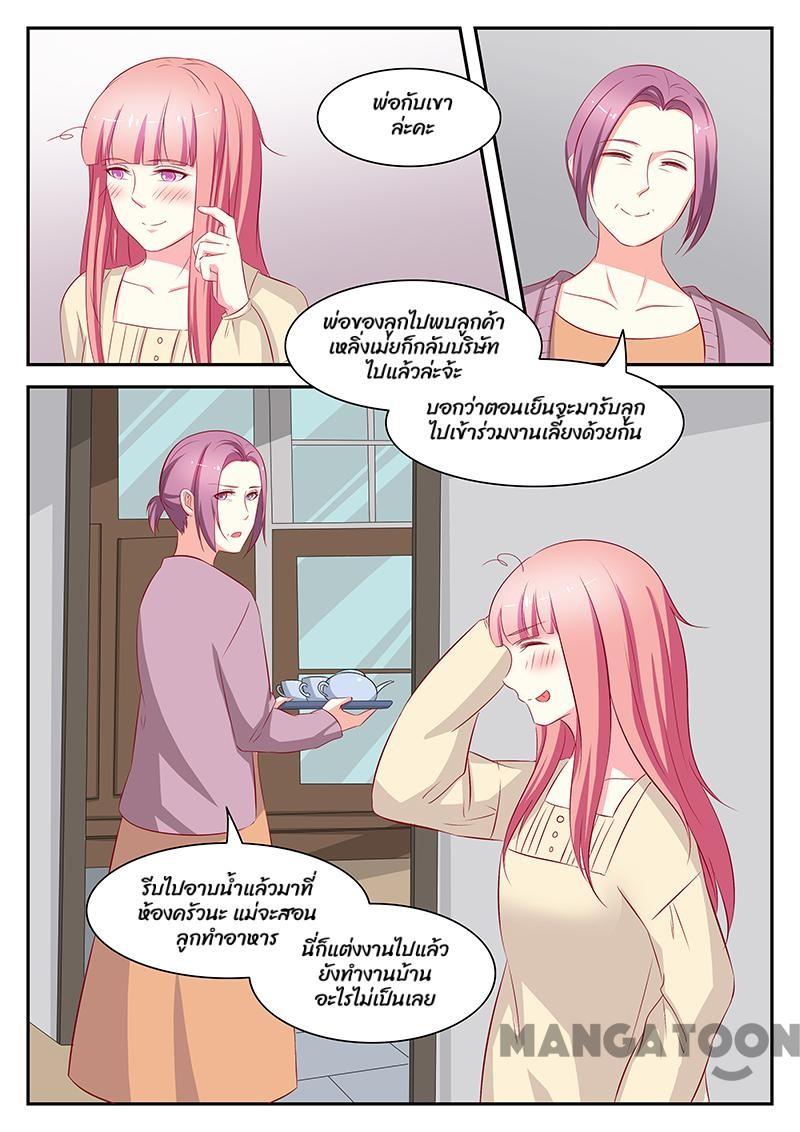 พ่อกับเขา
ล่ะคะ
พ่อของลูกไปพบลูกค้า
เหลิ่งเม่ยก็กลับบริษัท
ไปแล้วล่ะจ้ะ
บอกว่าตอนเย็นจะมารับลูก
ไปเข้าร่วมงานเลี้ยงด้วยกัน
รีบไปอาบน้ำแล้วมาที่
ห้องครัวนะ แม่จะสอน
ลูกทำอาหาร
นี่ก็แต่งงานไปแล้ว
ยังทำงานบ้าน
อะไรไม่เป็นเลย
MANGATOON